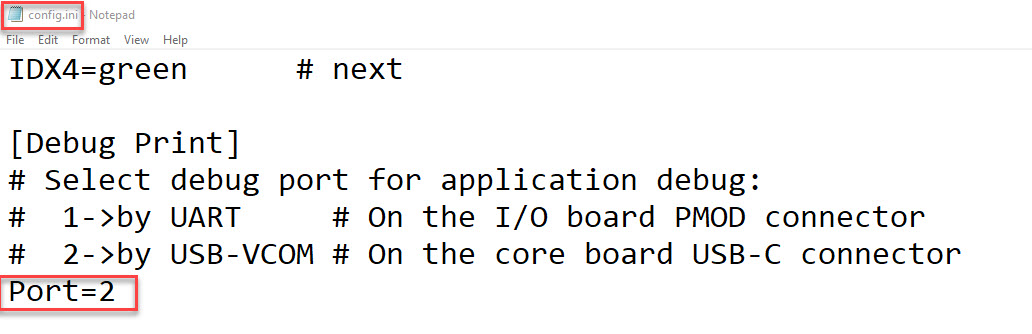 config.ini - Notepad
File Edit Format View Help
IDX4=green      # next
[Debug Print]
# Select debug port for application debug:
#  1->by UART     # On the I/O board PMOD connector
#  2->by USB-VCOM # On the core board USB-C connector
Port=2